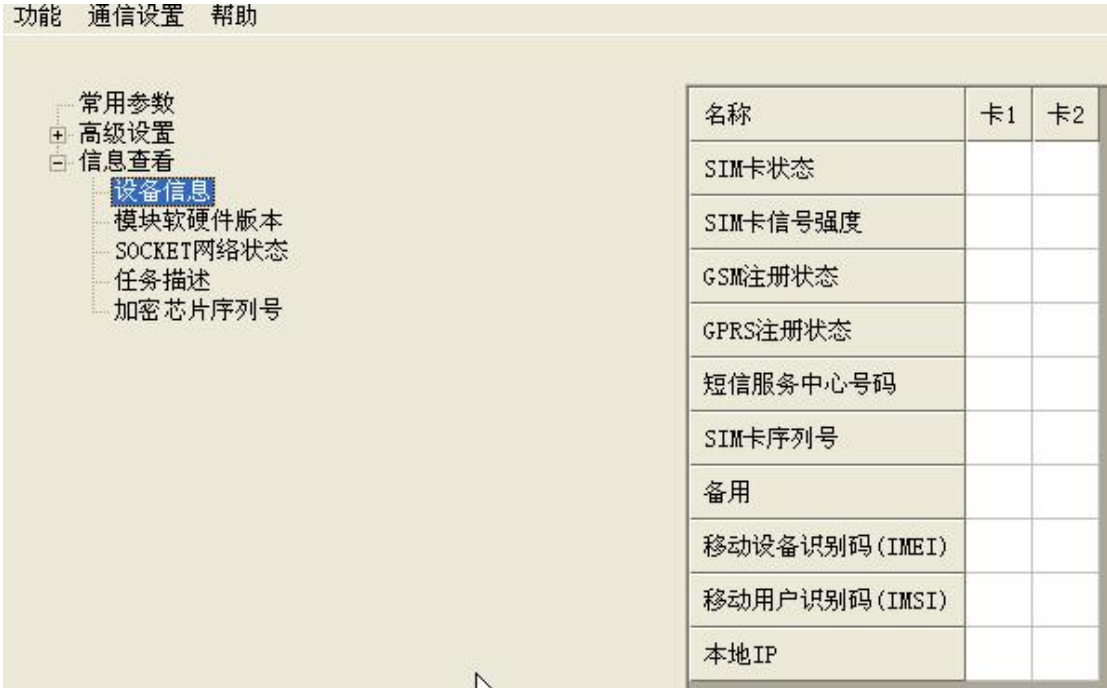 功能 通信设置 帮助
常用参数
高级设置
信息查看
设备信息
模块软硬件版本
SOCKET网络状态
任务描述
加密芯片序列号
名称 卡1 卡2
SIM卡状态
SIM卡信号强度
GSM注册状态
GPRS注册状态
短信服务中心号码
SIM卡序列号
备用
移动设备识别码(IMEI)
移动用户识别码(IMSI)
本地IP